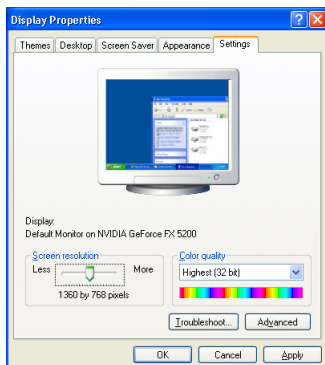 Display Properties
Themes Desktop Screen Saver Appearance Settings
Display:
Default Monitor on NVIDIA GeForce FX 5200
Screen resolution
Less More
1360 by 768 pixels
Color quality
Highest (32 bit)
Troubleshoot... Advanced
OK Cancel Apply